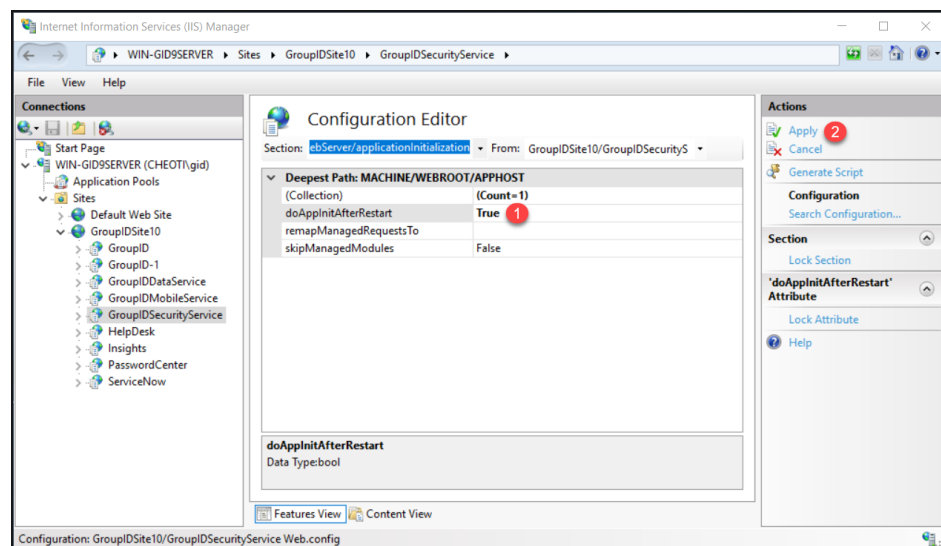 Internet Information Services (IIS) Manager
WIN-GID9SERVER Sites GroupIDSite10 GroupIDSecurityService
File View Help
Connections
Start Page
WIN-GID9SERVER (CHEOTI\gid)
Application Pools
Sites
Default Web Site
GroupIDSite10
GroupID
GroupID-1
GroupIDDataService
GroupIDMobileService
GroupIDSecurityService
HelpDesk
Insights
PasswordCenter
ServiceNow
Configuration Editor
Section: ebServer/applicationInitialization From: GroupIDSite10/GroupIDSecurityS
Deepest Path: MACHINE/WEBROOT/APPHOST
(Collection) (Count=1)
doAppInitAfterRestart True 1
remapManagedRequestsTo
skipManagedModules False
doAppInitAfterRestart
Data Type:bool
Features View Content View
Actions
Apply 2
Cancel
Generate Script
Configuration
Search Configuration...
Section
Lock Section
'doAppInitAfterRestart'
Attribute
Lock Attribute
Help
Configuration: GroupIDSite10/GroupIDSecurityService Web.config